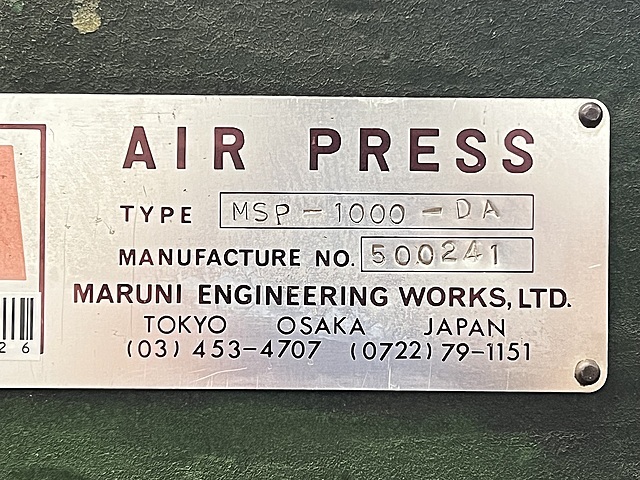 AIR PRESS
TYPE MSP-1000-DA
MANUFACTURE NO. 500241
MARUNI ENGINEERING WORKS, LTD.
TOKYO OSAKA JAPAN
(03) 453-4707 (0722) 79-1151
26